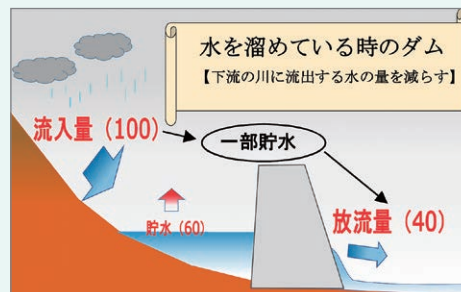 水を溜めている時のダム
【下流の川に流出する水の量を減らす】
流入量（100）
一部貯水
貯水（60）
放流量（40）